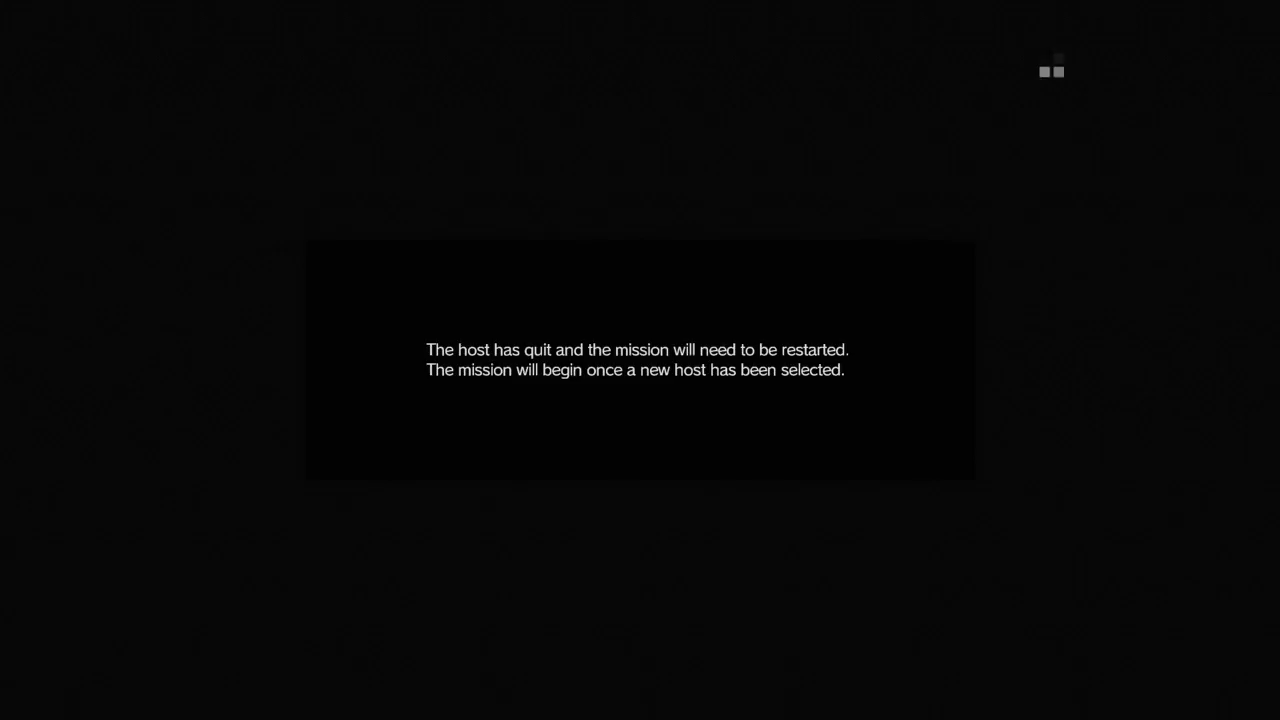 The host has quit and the mission will need to be restarted.
The mission will begin once a new host has been selected.